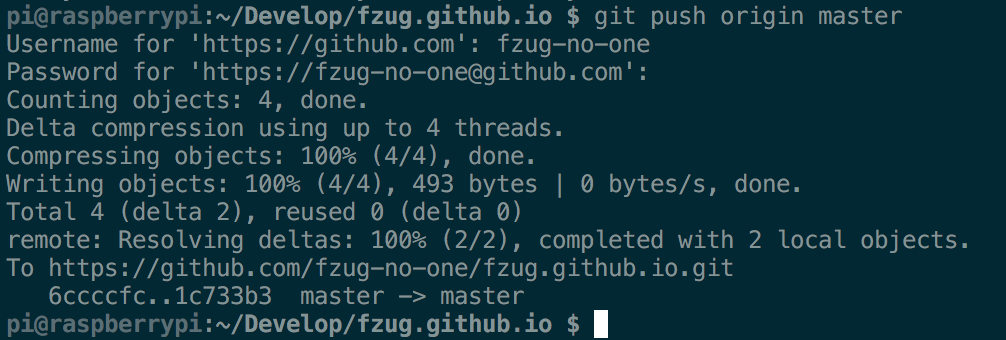 pi@raspberrypi:~/Develop/fzug.github.io $ git push origin master
Username for 'https://github.com': fzug-no-one
Password for 'https://fzug-no-one@github.com':
Counting objects: 4, done.
Delta compression using up to 4 threads.
Compressing objects: 100% (4/4), done.
Writing objects: 100% (4/4), 493 bytes | 0 bytes/s, done.
Total 4 (delta 2), reused 0 (delta 0)
remote: Resolving deltas: 100% (2/2), completed with 2 local objects.
To https://github.com/fzug-no-one/fzug.github.io.git
   6ccccfc..1c733b3  master -> master
pi@raspberrypi:~/Develop/fzug.github.io $